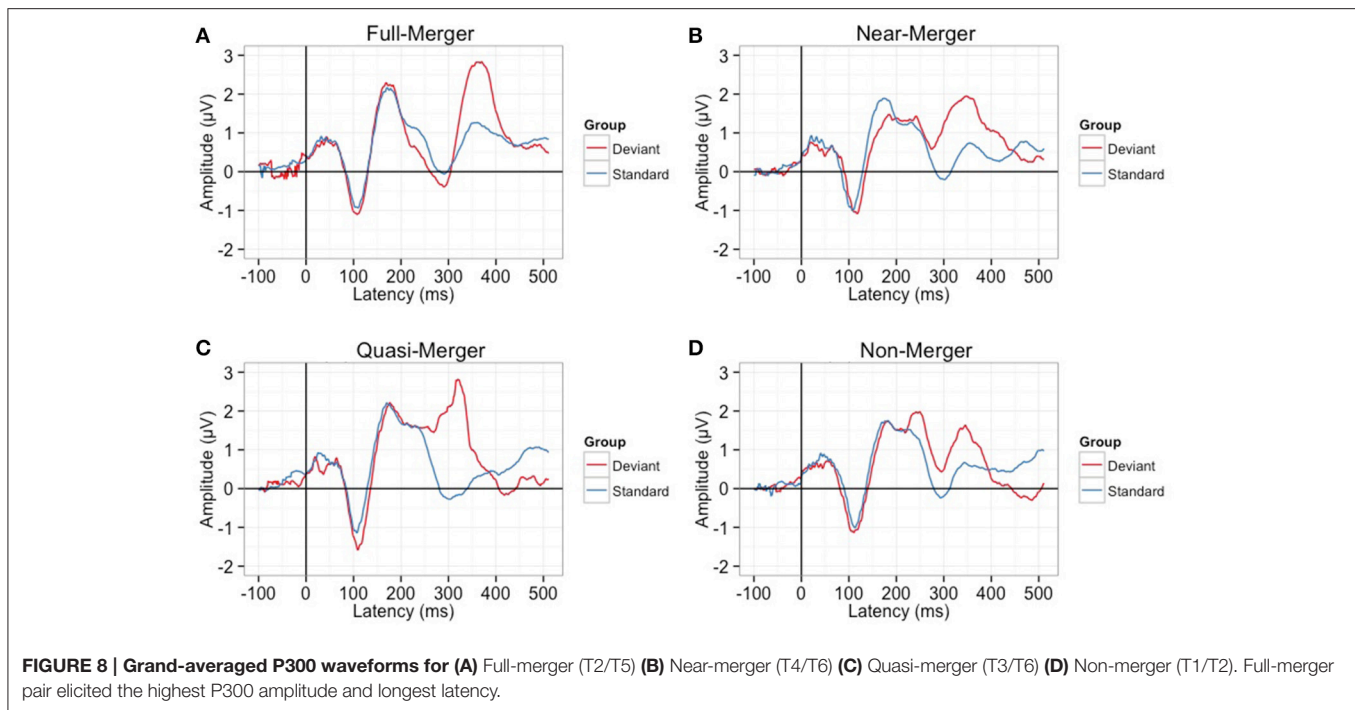 A
Full-Merger
3
2
1
0
-1
-2
Amplitude (µV)
-100 0 100 200 300 400 500
Latency (ms)
Group
Deviant
Standard
B
Near-Merger
3
2
1
0
-1
-2
Amplitude (µV)
-100 0 100 200 300 400 500
Latency (ms)
Group
Deviant
Standard
C
Quasi-Merger
3
2
1
0
-1
-2
Amplitude (µV)
-100 0 100 200 300 400 500
Latency (ms)
Group
Deviant
Standard
D
Non-Merger
3
2
1
0
-1
-2
Amplitude (µV)
-100 0 100 200 300 400 500
Latency (ms)
Group
Deviant
Standard
FIGURE 8 | Grand-averaged P300 waveforms for (A) Full-merger (T2/T5) (B) Near-merger (T4/T6) (C) Quasi-merger (T3/T6) (D) Non-merger (T1/T2). Full-merger
pair elicited the highest P300 amplitude and longest latency.